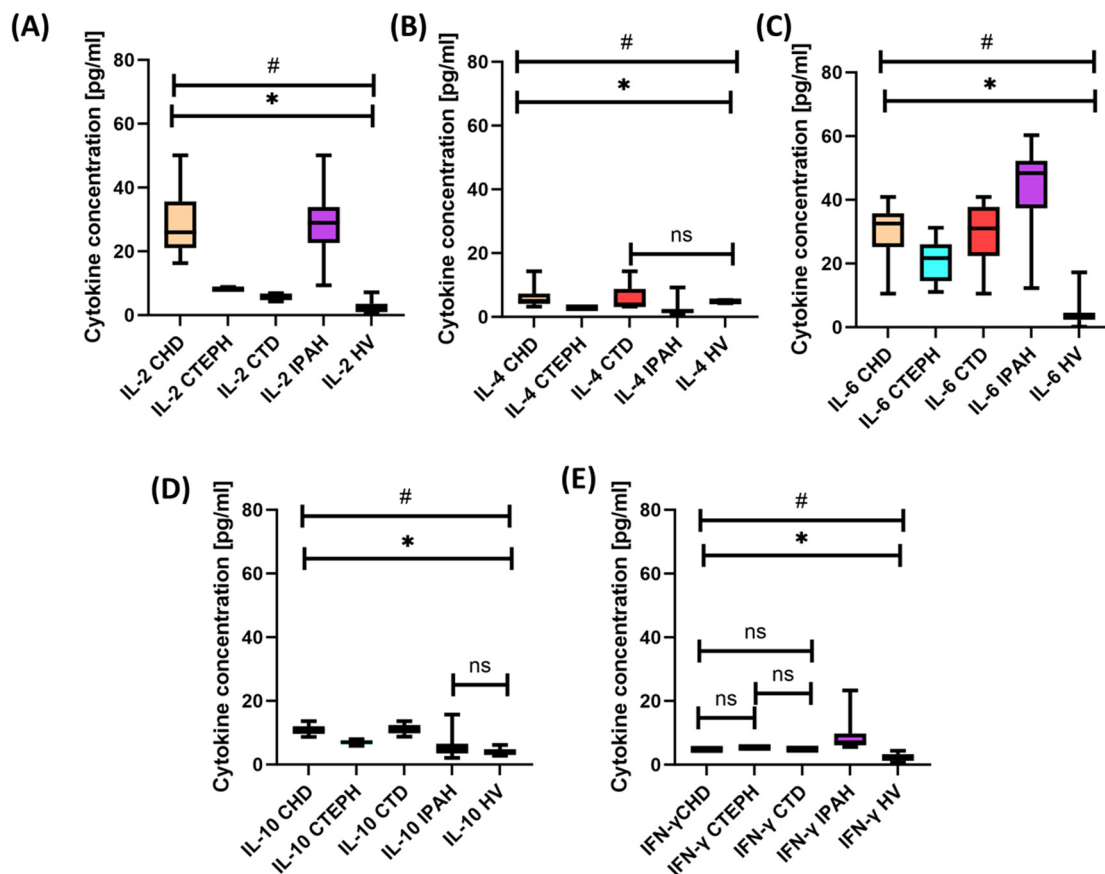 (A)
Cytokine concentration [pg/ml]
80
60
40
20
0
#
*
IL-2 CHD
IL-2 CTEPH
IL-2 CTD
IL-2 IPAH
IL-2 HV
(B)
Cytokine concentration [pg/ml]
80
60
40
20
0
#
*
ns
IL-4 CHD
IL-4 CTEPH
IL-4 CTD
IL-4 IPAH
IL-4 HV
(C)
Cytokine concentration [pg/ml]
80
60
40
20
0
#
*
IL-6 CHD
IL-6 CTEPH
IL-6 CTD
IL-6 IPAH
IL-6 HV
(D)
Cytokine concentration [pg/ml]
80
60
40
20
0
#
*
ns
IL-10 CHD
IL-10 CTEPH
IL-10 CTD
IL-10 IPAH
IL-10 HV
(E)
Cytokine concentration [pg/ml]
80
60
40
20
0
#
*
ns
ns
ns
IFN-γCHD
IFN-γ CTEPH
IFN-γ CTD
IFN-γ IPAH
IFN-γ HV